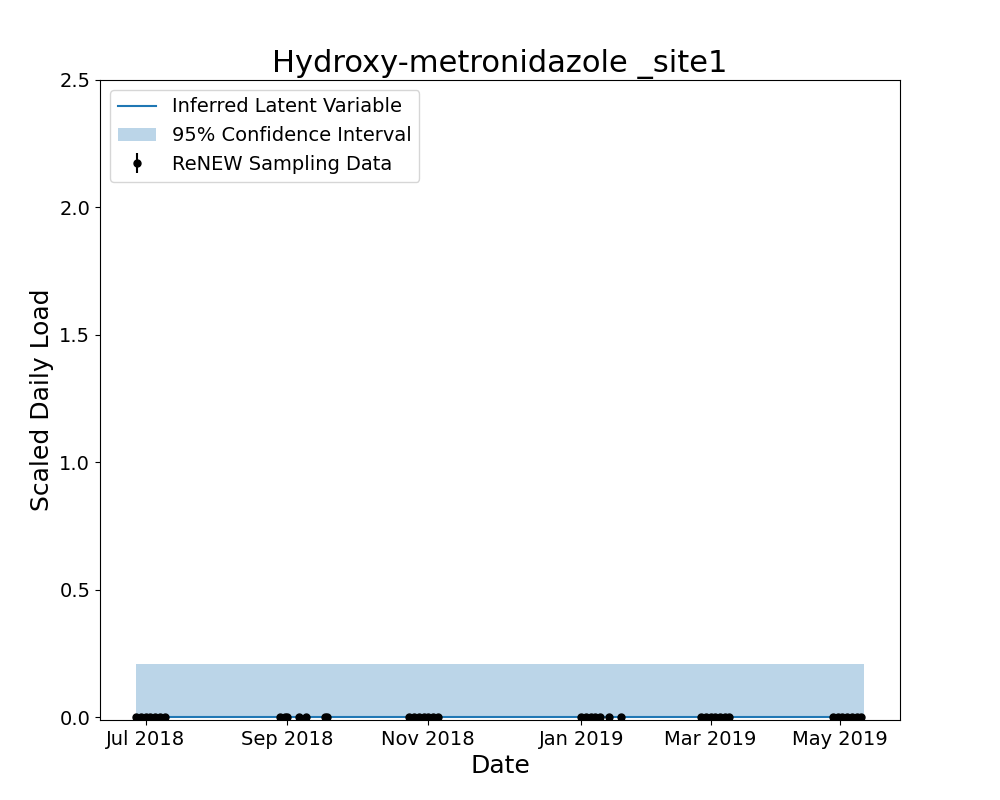 Hydroxy-metronidazole _site1
2.5
2.0
1.5
1.0
0.5
0.0
Scaled Daily Load
Inferred Latent Variable
95% Confidence Interval
ReNEW Sampling Data
Jul 2018 Sep 2018 Nov 2018 Jan 2019 Mar 2019 May 2019
Date